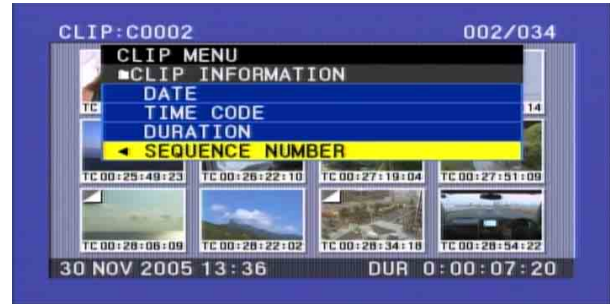 CLIP:C0002 002/034
CLIP MENU
CLIP INFORMATION
DATE
TIME CODE
DURATION
SEQUENCE NUMBER
TC 14
TC 00:25:49:23 TC 00:26:22:10 TC 00:27:19:04 TC 00:27:51:09
TC 00:28:06:09 TC 00:28:22:02 TC 00:28:34:18 TC 00:28:54:22
30 NOV 2005 13:36 DUR 0:00:07:20